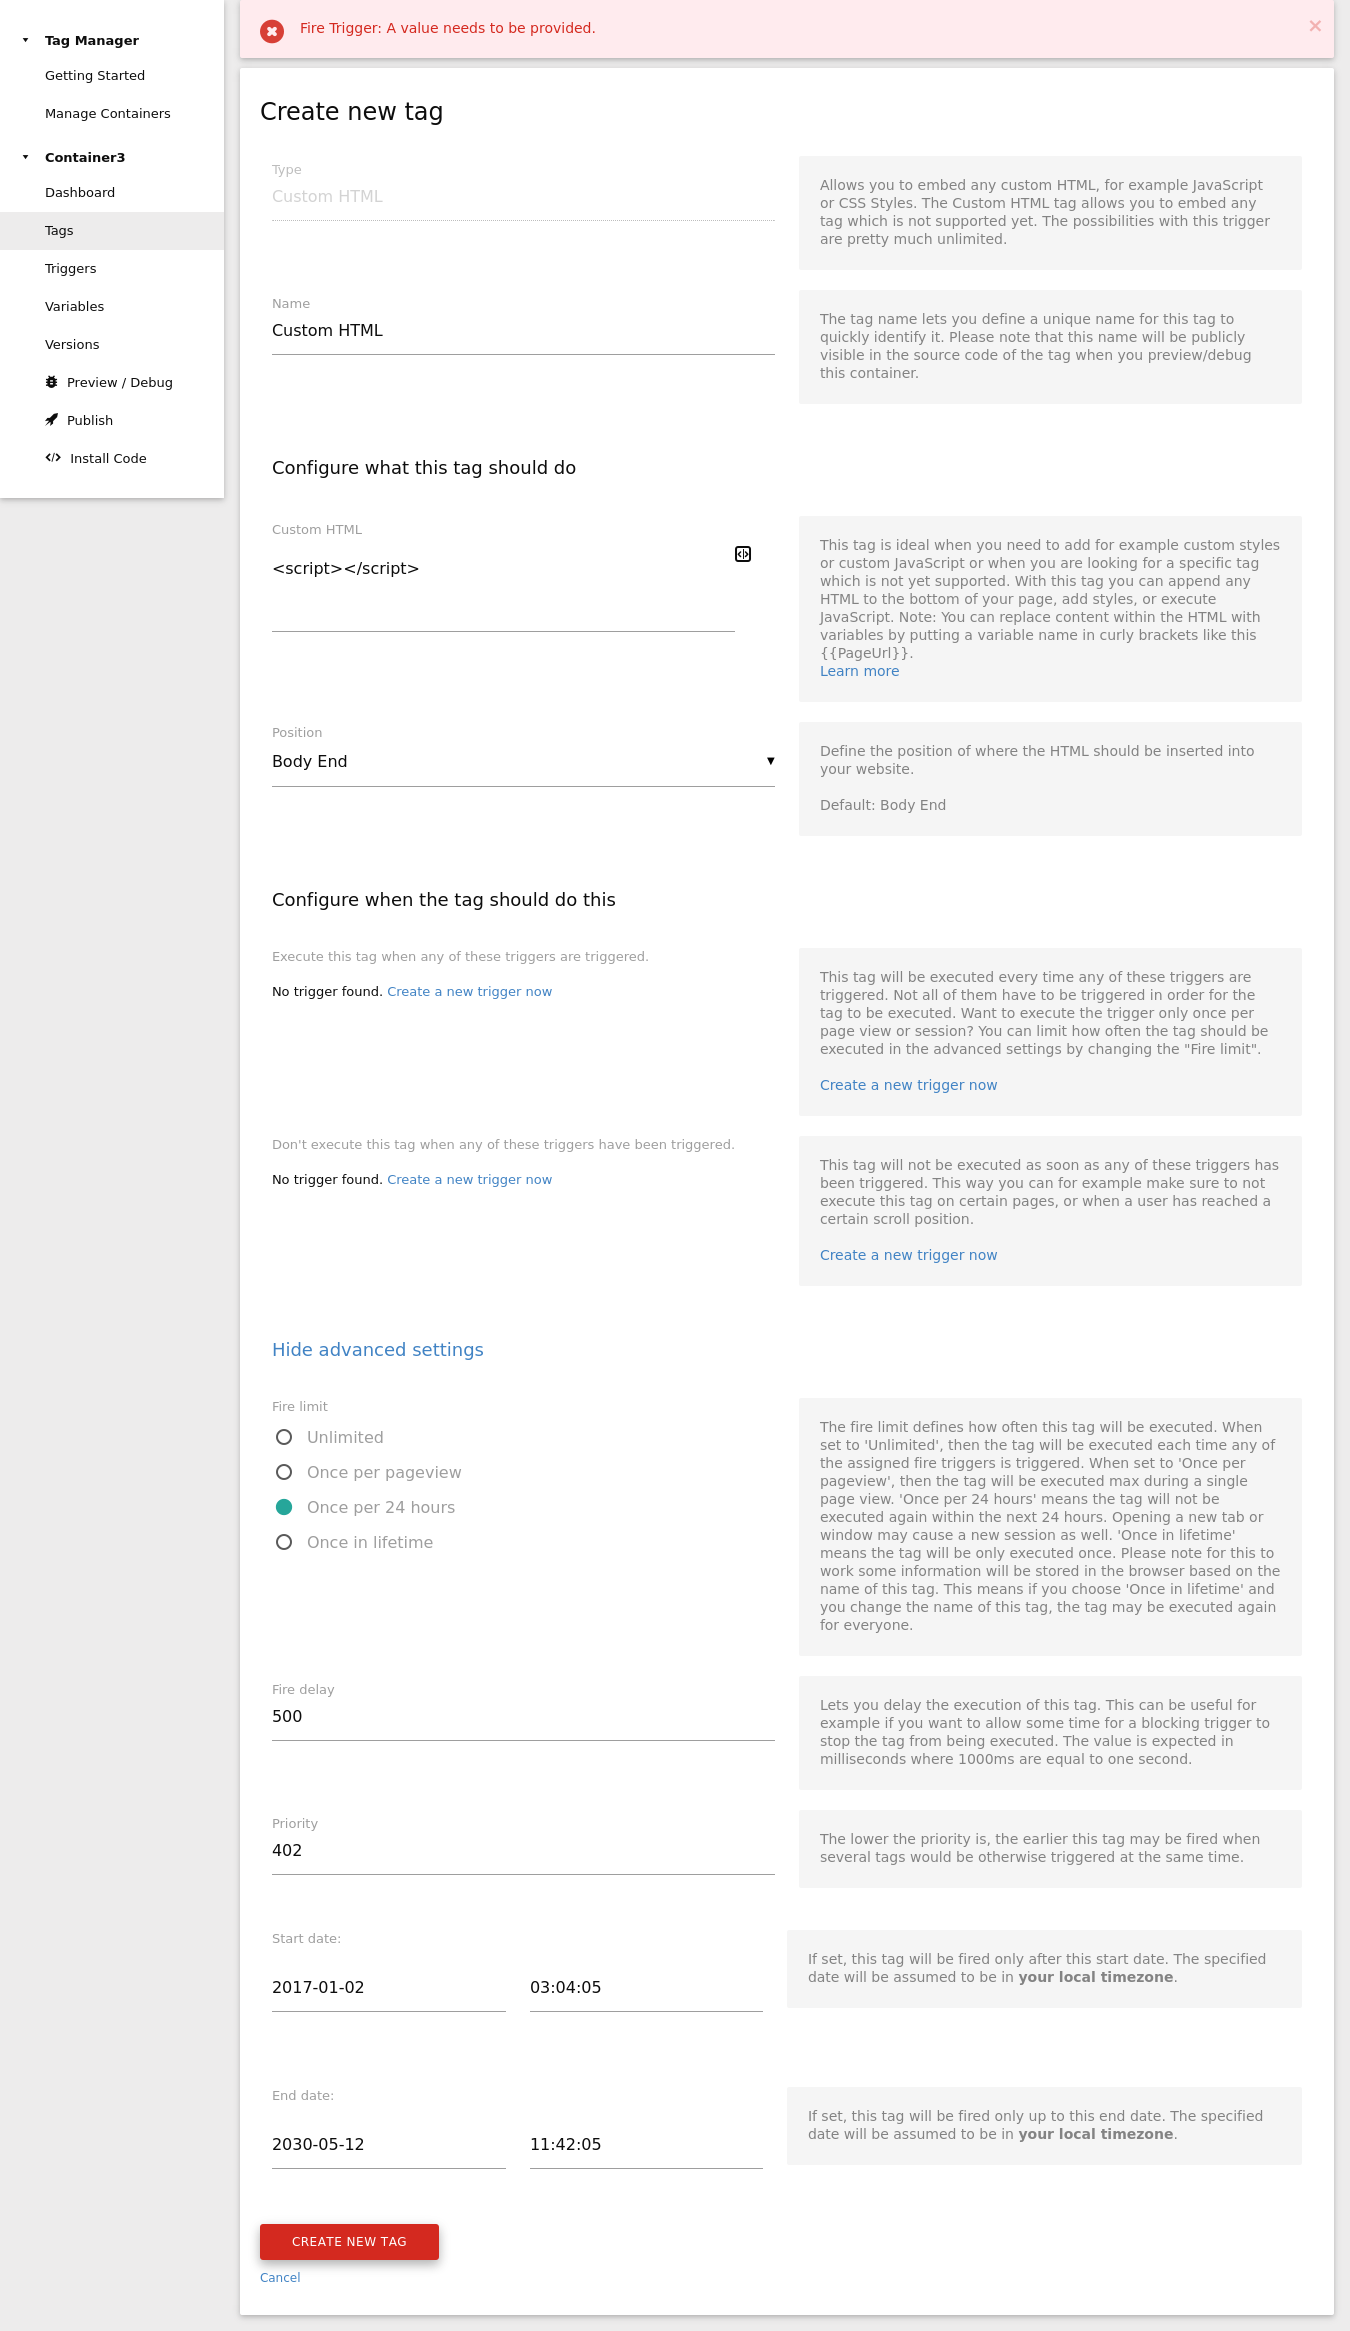 Tag Manager
Getting Started
Manage Containers
Container3
Dashboard
Tags
Triggers
Variables
Versions
Preview / Debug
Publish
Install Code
Fire Trigger: A value needs to be provided.
Create new tag
Type
Custom HTML
Allows you to embed any custom HTML, for example JavaScript
or CSS Styles. The Custom HTML tag allows you to embed any
tag which is not supported yet. The possibilities with this trigger
are pretty much unlimited.
Name
Custom HTML
The tag name lets you define a unique name for this tag to
quickly identify it. Please note that this name will be publicly
visible in the source code of the tag when you preview/debug
this container.
Configure what this tag should do
Custom HTML
<script></script>
This tag is ideal when you need to add for example custom styles
or custom JavaScript or when you are looking for a specific tag
which is not yet supported. With this tag you can append any
HTML to the bottom of your page, add styles, or execute
JavaScript. Note: You can replace content within the HTML with
variables by putting a variable name in curly brackets like this
{{PageUrl}}.
Learn more
Position
Body End
Define the position of where the HTML should be inserted into
your website.
Default: Body End
Configure when the tag should do this
Execute this tag when any of these triggers are triggered.
No trigger found. Create a new trigger now
This tag will be executed every time any of these triggers are
triggered. Not all of them have to be triggered in order for the
tag to be executed. Want to execute the trigger only once per
page view or session? You can limit how often the tag should be
executed in the advanced settings by changing the "Fire limit".
Create a new trigger now
Don't execute this tag when any of these triggers have been triggered.
No trigger found. Create a new trigger now
This tag will not be executed as soon as any of these triggers has
been triggered. This way you can for example make sure to not
execute this tag on certain pages, or when a user has reached a
certain scroll position.
Create a new trigger now
Hide advanced settings
Fire limit
Unlimited
Once per pageview
Once per 24 hours
Once in lifetime
The fire limit defines how often this tag will be executed. When
set to 'Unlimited', then the tag will be executed each time any of
the assigned fire triggers is triggered. When set to 'Once per
pageview', then the tag will be executed max during a single
page view. 'Once per 24 hours' means the tag will not be
executed again within the next 24 hours. Opening a new tab or
window may cause a new session as well. 'Once in lifetime'
means the tag will be only executed once. Please note for this to
work some information will be stored in the browser based on the
name of this tag. This means if you choose 'Once in lifetime' and
you change the name of this tag, the tag may be executed again
for everyone.
Fire delay
500
Lets you delay the execution of this tag. This can be useful for
example if you want to allow some time for a blocking trigger to
stop the tag from being executed. The value is expected in
milliseconds where 1000ms are equal to one second.
Priority
402
The lower the priority is, the earlier this tag may be fired when
several tags would be otherwise triggered at the same time.
Start date:
2017-01-02
03:04:05
If set, this tag will be fired only after this start date. The specified
date will be assumed to be in your local timezone.
End date:
2030-05-12
11:42:05
If set, this tag will be fired only up to this end date. The specified
date will be assumed to be in your local timezone.
CREATE NEW TAG
Cancel